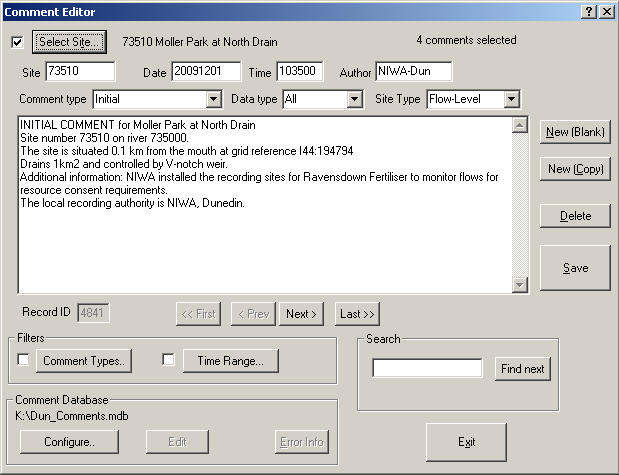 Comment Editor
Select Site... 73510 Moller Park at North Drain 4 comments selected
Site 73510 Date 20091201 Time 103500 Author NIWA-Dun
Comment type Initial Data type All Site Type Flow-Level
INITIAL COMMENT for Moller Park at North Drain
Site number 73510 on river 735000.
The site is situated 0.1 km from the mouth at grid reference I44:194794
Drains 1km2 and controlled by V-notch weir.
Additional information: NIWA installed the recording sites for Ravensdown Fertiliser to monitor flows for
resource consent requirements.
The local recording authority is NIWA, Dunedin.
New (Blank)
New (Copy)
Delete
Save
Record ID 4841 << First < Prev Next > Last >>
Filters
Comment Types.. Time Range...
Search
Find next
Comment Database
K:\Dun_Comments.mdb
Configure.. Edit Error Info
Exit